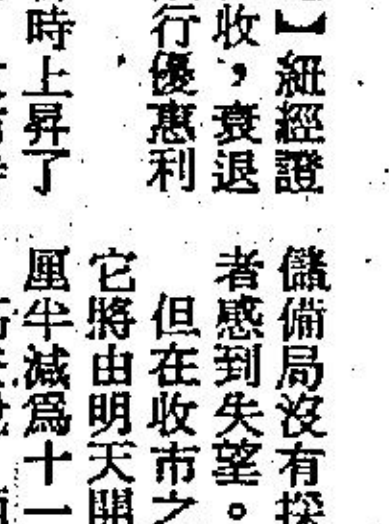 】紐經證
收，衰退
行優惠利
時上昇了
儲備局沒有
者感到失望。
但在收市之
它將由明天開
厘半減爲十一